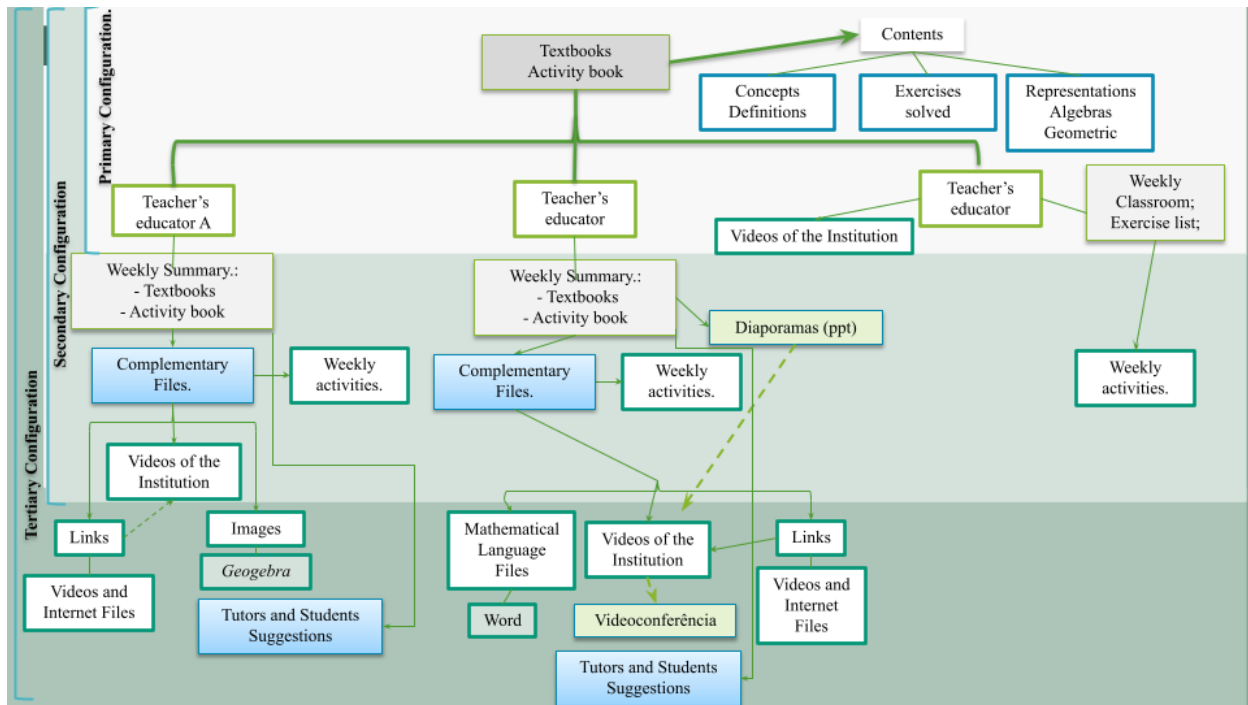 Primary Configuration.
Secondary Configuration
Tertiary Configuration
Textbooks
Activity book
Contents
Concepts
Definitions
Exercises
solved
Representations
Algebras
Geometric
Teacher's
educator A
Teacher's
educator
Teacher's
educator
Weekly
Classroom;
Exercise list;
Videos of the Institution
Weekly Summary.:
- Textbooks
- Activity book
Weekly Summary.:
- Textbooks
- Activity book
Diaporamas (ppt)
Complementary
Files.
Weekly
activities.
Complementary
Files.
Weekly
activities.
Weekly
activities.
Videos of the
Institution
Links
Images
Geogebra
Videos and
Internet Files
Tutors and Students
Suggestions
Mathematical
Language
Files
Word
Videos of the
Institution
Links
Videos and
Internet
Files
Videoconferência
Tutors and Students
Suggestions